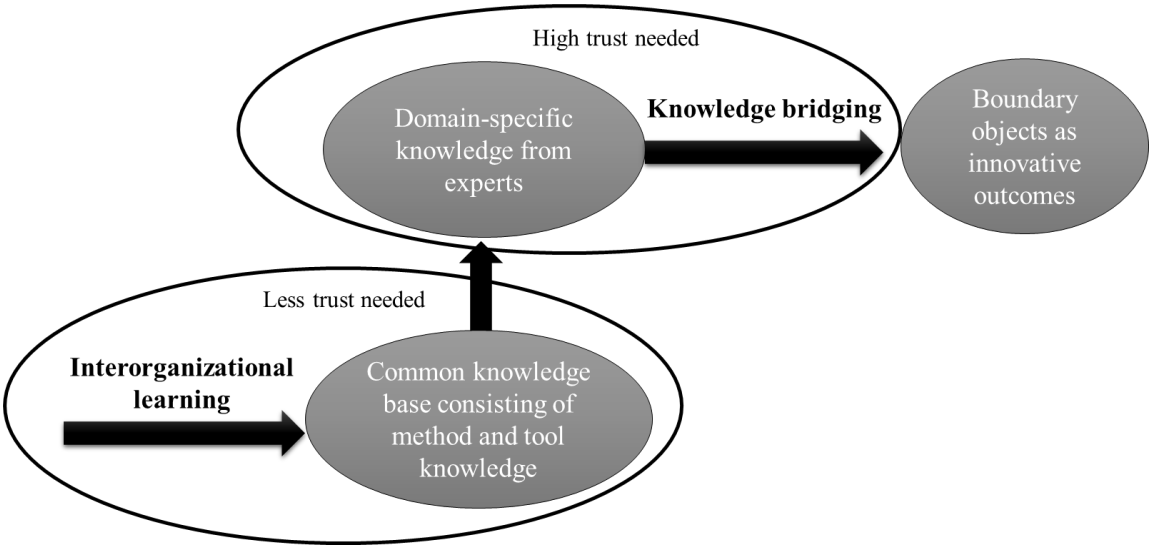 High trust needed
Domain-specific
knowledge from
experts
Knowledge bridging
Boundary
objects as
innovative
outcomes
Less trust needed
Interorganizational
learning
Common knowledge
base consisting of
method and tool
knowledge